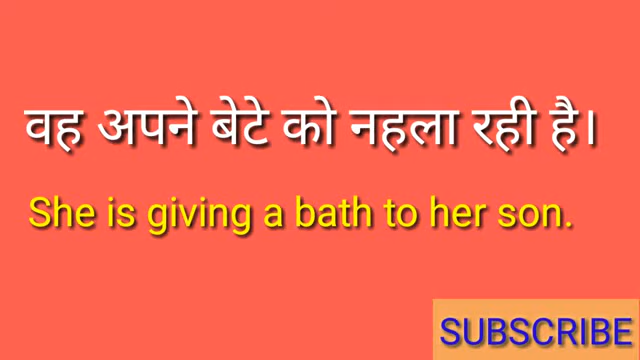 वह अपने बेटे को नहला रही है।
She is giving a bath to her son.
SUBSCRIBE